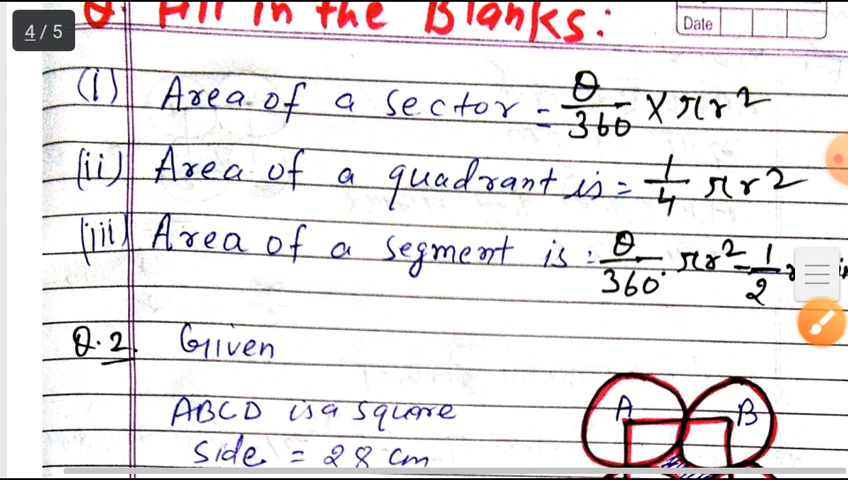 4/5
Q. Fill in the Blanks:
Date
(i) Area of a sector = θ/360 × πr²
(ii) Area of a quadrant is = 1/4 πr²
(iii) Area of a segment is = θ/360° πr² - 1/2
Q.2. Given
ABCD is a square
Side = 28 cm
A B